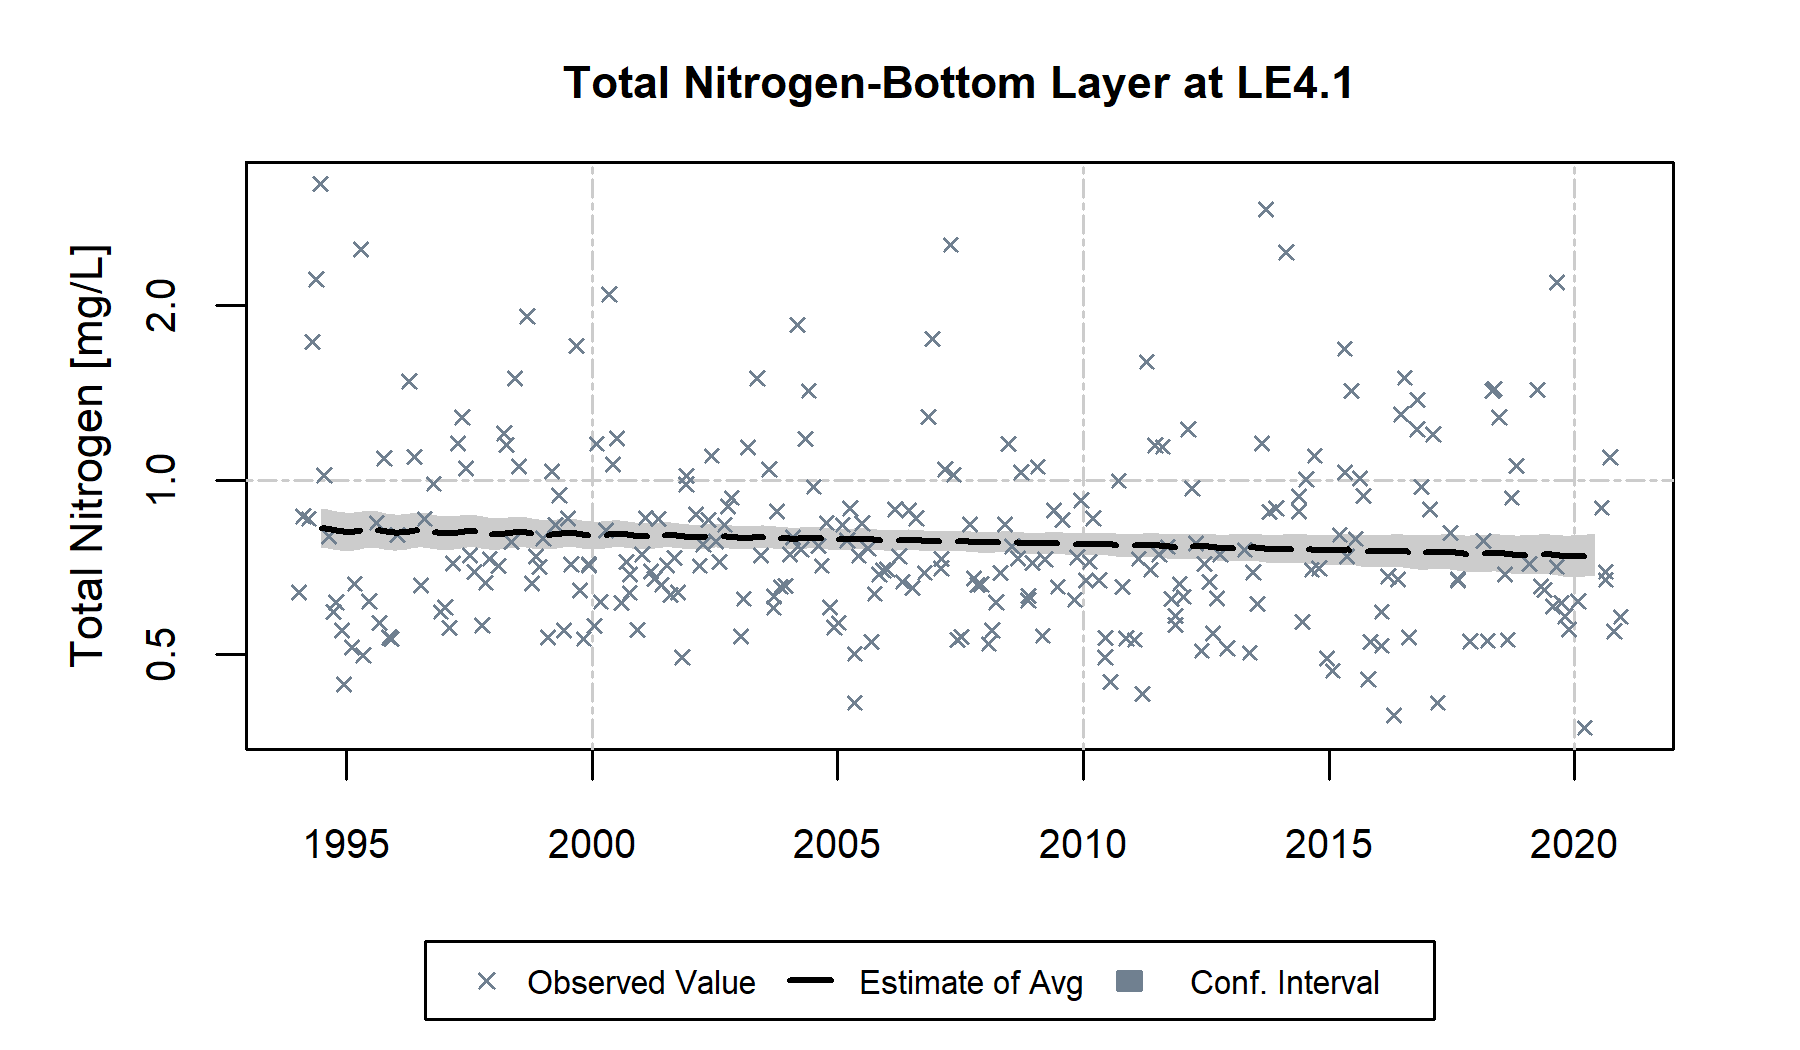 Total Nitrogen-Bottom Layer at LE4.1
Total Nitrogen [mg/L]
2.0
1.0
0.5
1995 2000 2005 2010 2015 2020
Observed Value Estimate of Avg Conf. Interval